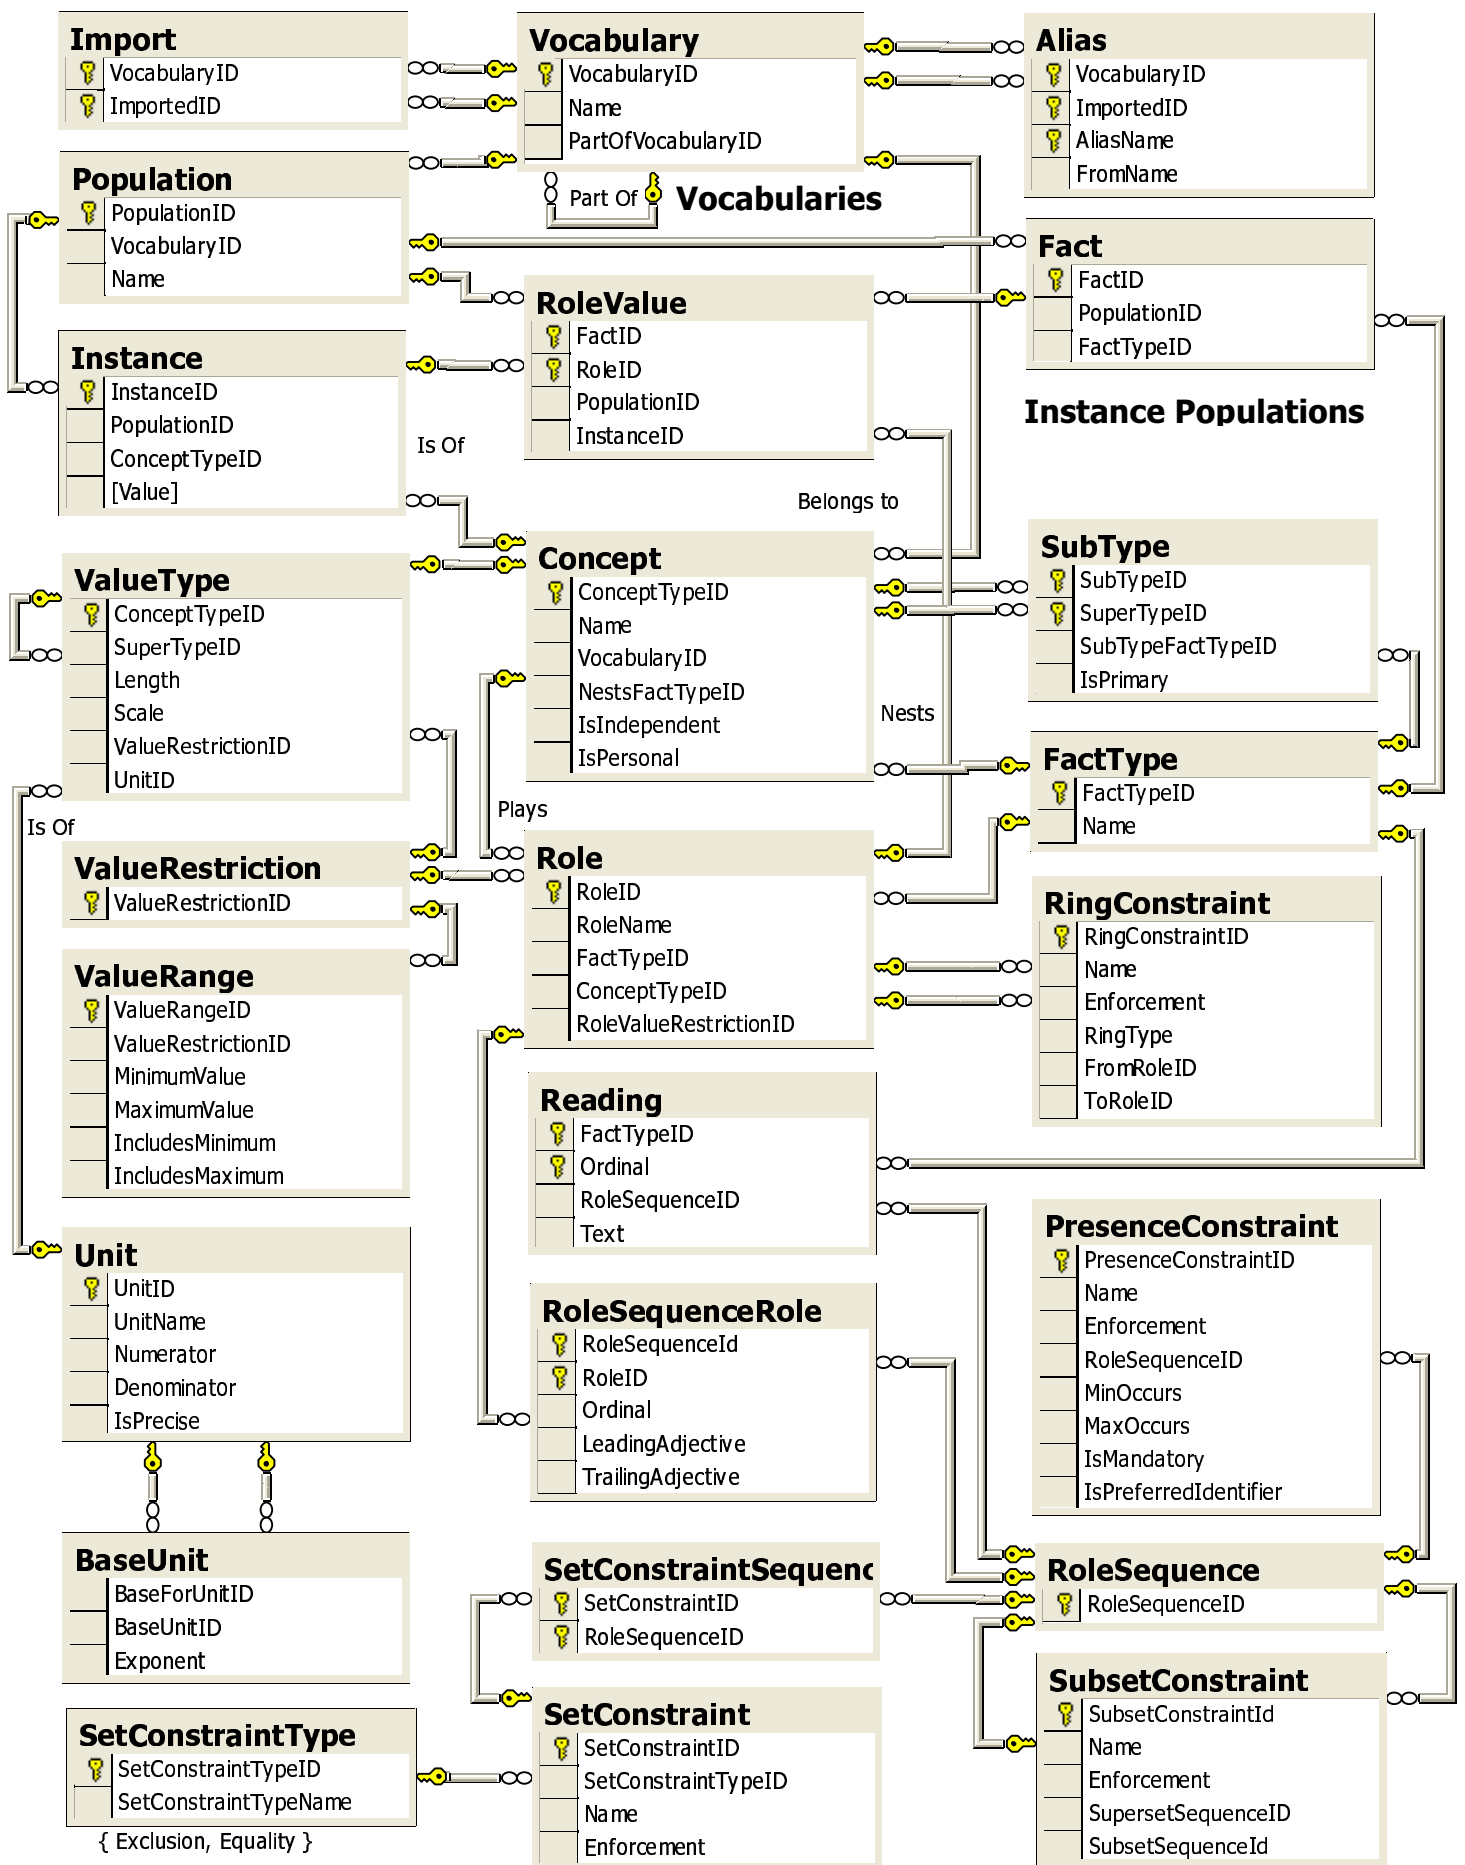 Import
VocabularyID
ImportedID
Vocabulary
VocabularyID
Name
PartOfVocabularyID
Alias
VocabularyID
ImportedID
AliasName
FromName
Part Of
Vocabularies
Population
PopulationID
VocabularyID
Name
Fact
FactID
PopulationID
FactTypeID
RoleValue
FactID
RoleID
PopulationID
InstanceID
Instance
InstanceID
PopulationID
ConceptTypeID
[Value]
Instance Populations
Is Of
Belongs to
Concept
ConceptTypeID
Name
VocabularyID
NestsFactTypeID
IsIndependent
IsPersonal
SubType
SubTypeID
SuperTypeID
SubTypeFactTypeID
IsPrimary
ValueType
ConceptTypeID
SuperTypeID
Length
Scale
ValueRestrictionID
UnitID
Nests
FactType
FactTypeID
Name
Is Of
Plays
ValueRestriction
ValueRestrictionID
Role
RoleID
RoleName
FactTypeID
ConceptTypeID
RoleValueRestrictionID
RingConstraint
RingConstraintID
Name
Enforcement
RingType
FromRoleID
ToRoleID
ValueRange
ValueRangeID
ValueRestrictionID
MinimumValue
MaximumValue
IncludesMinimum
IncludesMaximum
Reading
FactTypeID
Ordinal
RoleSequenceID
Text
PresenceConstraint
PresenceConstraintID
Name
Enforcement
RoleSequenceID
MinOccurs
MaxOccurs
IsMandatory
IsPreferredIdentifier
Unit
UnitID
UnitName
Numerator
Denominator
IsPrecise
RoleSequenceRole
RoleSequenceId
RoleID
Ordinal
LeadingAdjective
TrailingAdjective
BaseUnit
BaseForUnitID
BaseUnitID
Exponent
SetConstraintSequenc
SetConstraintID
RoleSequenceID
RoleSequence
RoleSequenceID
SubsetConstraint
SubsetConstraintId
Name
Enforcement
SupersetSequenceID
SubsetSequenceId
SetConstraint
SetConstraintID
SetConstraintTypeID
Name
Enforcement
SetConstraintType
SetConstraintTypeID
SetConstraintTypeName
{ Exclusion, Equality }